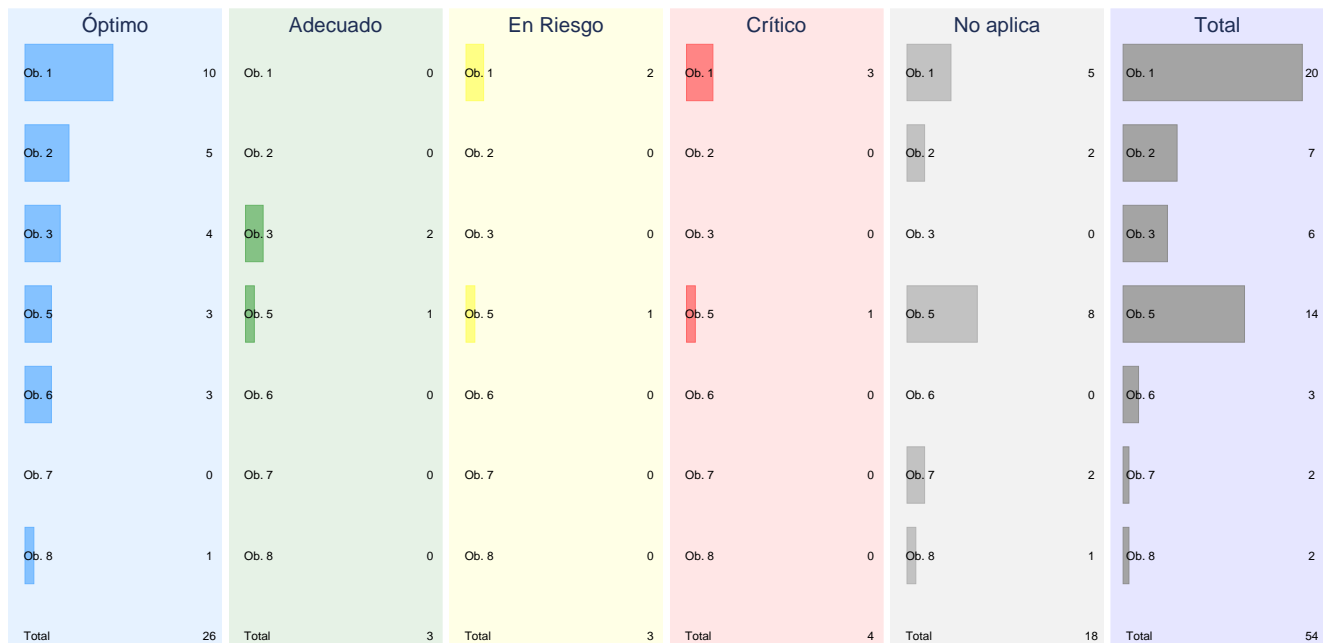 Óptimo Adecuado En Riesgo Crítico No aplica Total
Ob. 1 10 Ob. 1 0 Ob. 1 2 Ob. 1 3 Ob. 1 5 Ob. 1 20
Ob. 2 5 Ob. 2 0 Ob. 2 0 Ob. 2 0 Ob. 2 2 Ob. 2 7
Ob. 3 4 Ob. 3 2 Ob. 3 0 Ob. 3 0 Ob. 3 0 Ob. 3 6
Ob. 5 3 Ob. 5 1 Ob. 5 1 Ob. 5 1 Ob. 5 8 Ob. 5 14
Ob. 6 3 Ob. 6 0 Ob. 6 0 Ob. 6 0 Ob. 6 0 Ob. 6 3
Ob. 7 0 Ob. 7 0 Ob. 7 0 Ob. 7 0 Ob. 7 2 Ob. 7 2
Ob. 8 1 Ob. 8 0 Ob. 8 0 Ob. 8 0 Ob. 8 1 Ob. 8 2
Total 26 Total 3 Total 3 Total 4 Total 18 Total 54